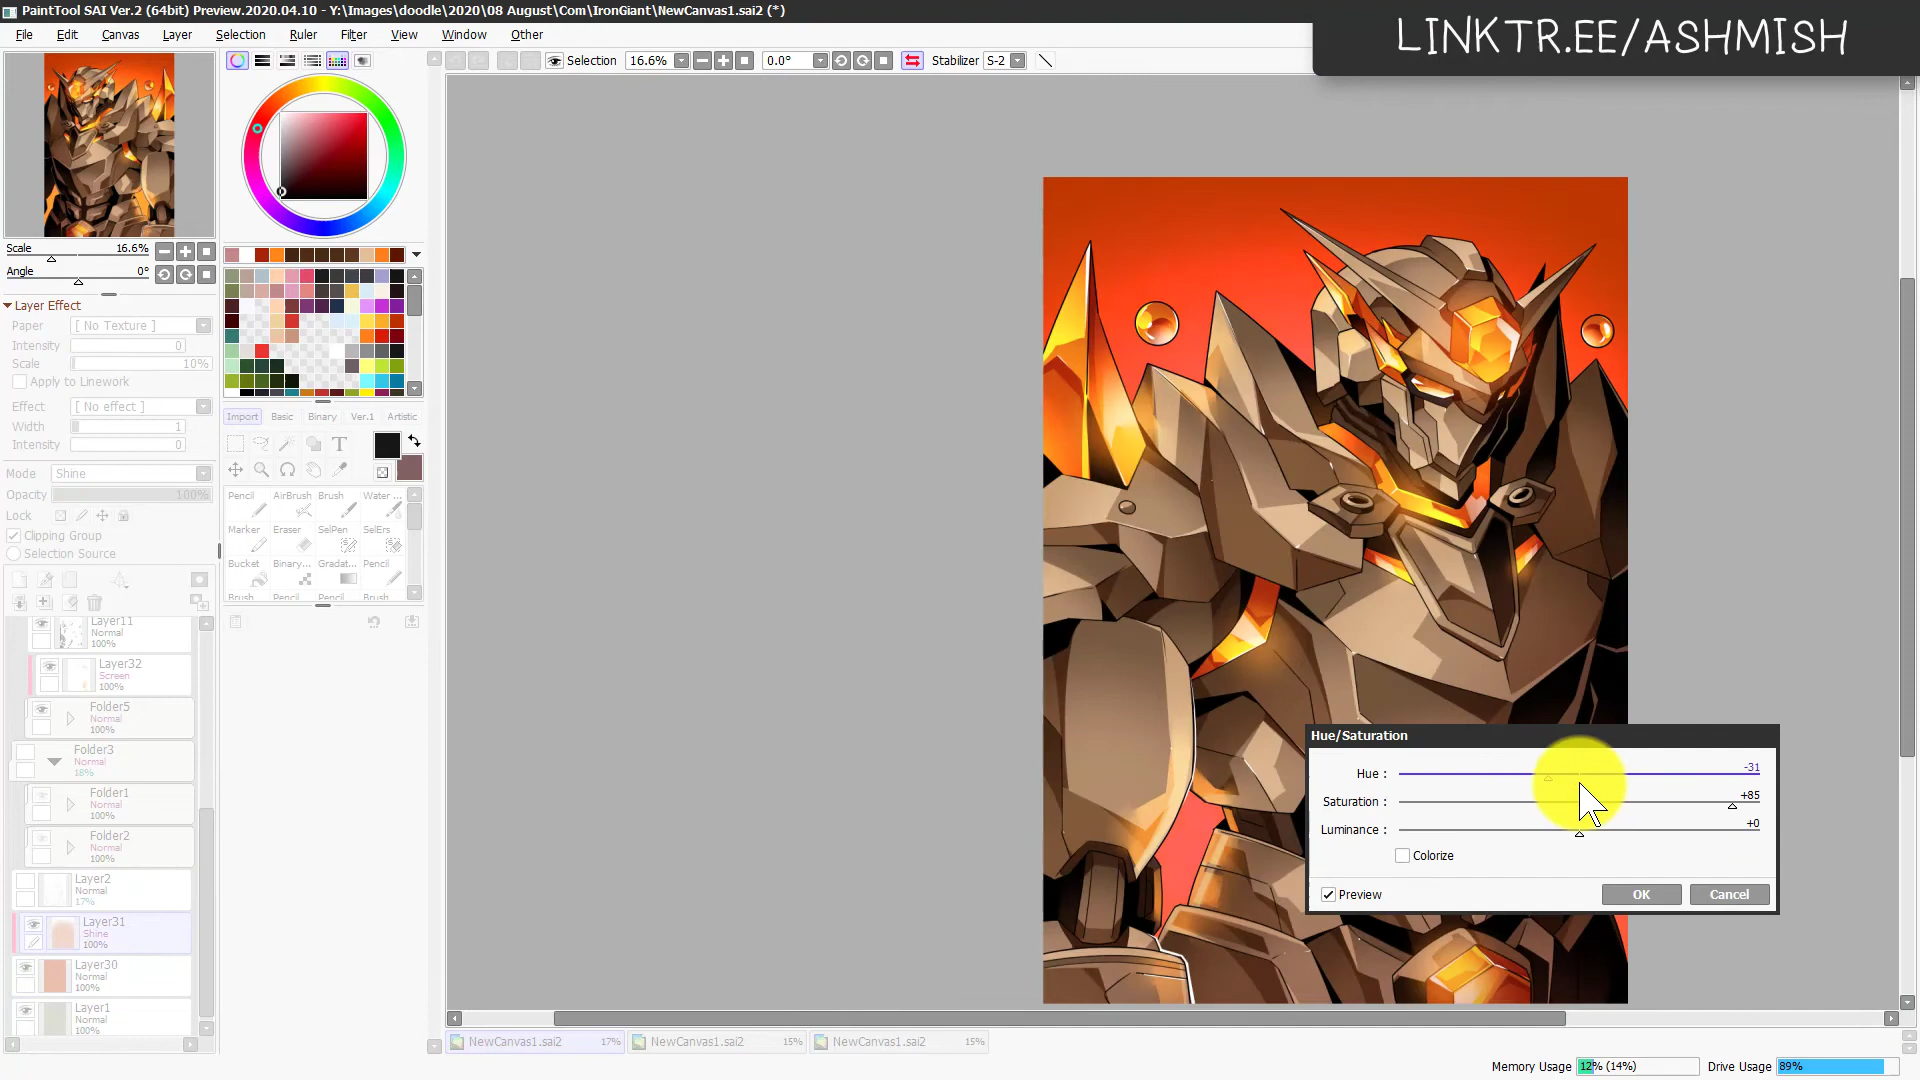 PaintTool SAI Ver.2 (64bit) Preview.2020.04.10 - Y:\Images\doodle\2020\08 August\Com\IronGiant\NewCanvas1.sai2 (*)
LINKTR.EE/ASHMISH
File Edit Canvas Layer Selection Ruler Filter View Window Other
Selection 16.6% 0.0° Stabilizer S-2
Scale 16.6%
Angle 0°
Layer Effect
Paper [ No Texture ]
Intensity 0
Scale 10%
Apply to Linework
Effect [ No effect ]
Width 1
Intensity 0
Mode Shine
Opacity 100%
Lock
Clipping Group
Selection Source
Import Basic Binary Ver.1 Artistic
T
Pencil AirBrush Brush Water ...
Marker Eraser SelPen SelErs
Bucket Binary... Gradat... Pencil
Brush Pencil Pencil Brush
Layer11
Normal
100%
Layer32
Screen
100%
Folder5
Normal
100%
Folder3
Normal
18%
Folder1
Normal
100%
Folder2
Normal
100%
Layer2
Normal
17%
Layer31
Shine
100%
Layer30
Normal
100%
Layer1
Normal
100%
Hue/Saturation
Hue : -31
Saturation : +85
Luminance : +0
Colorize
Preview OK Cancel
NewCanvas1.sai2 17% NewCanvas1.sai2 15% NewCanvas1.sai2 15%
Memory Usage 12% (14%) Drive Usage 89%